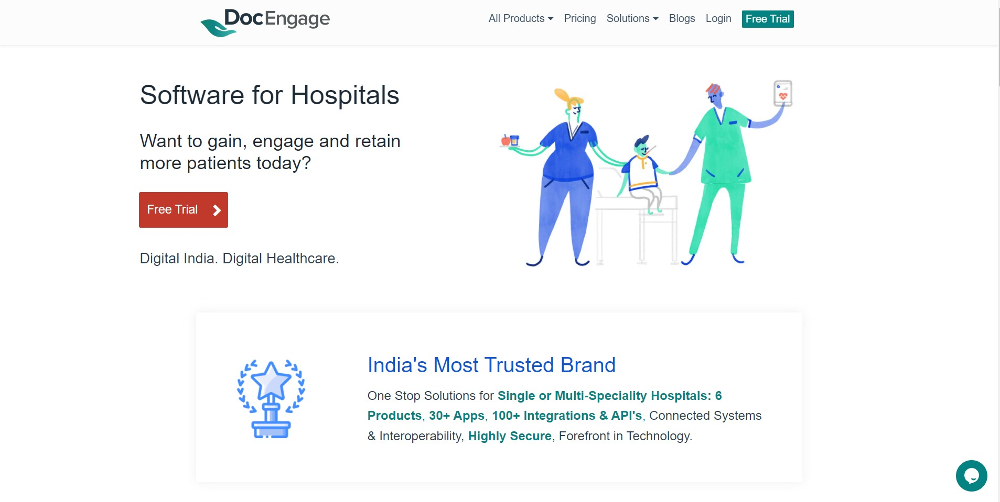 DocEngage
All Products Pricing Solutions Blogs Login Free Trial
Software for Hospitals
Want to gain, engage and retain
more patients today?
Free Trial
Digital India. Digital Healthcare.
India's Most Trusted Brand
One Stop Solutions for Single or Multi-Speciality Hospitals: 6
Products, 30+ Apps, 100+ Integrations & API's, Connected Systems
& Interoperability, Highly Secure, Forefront in Technology.